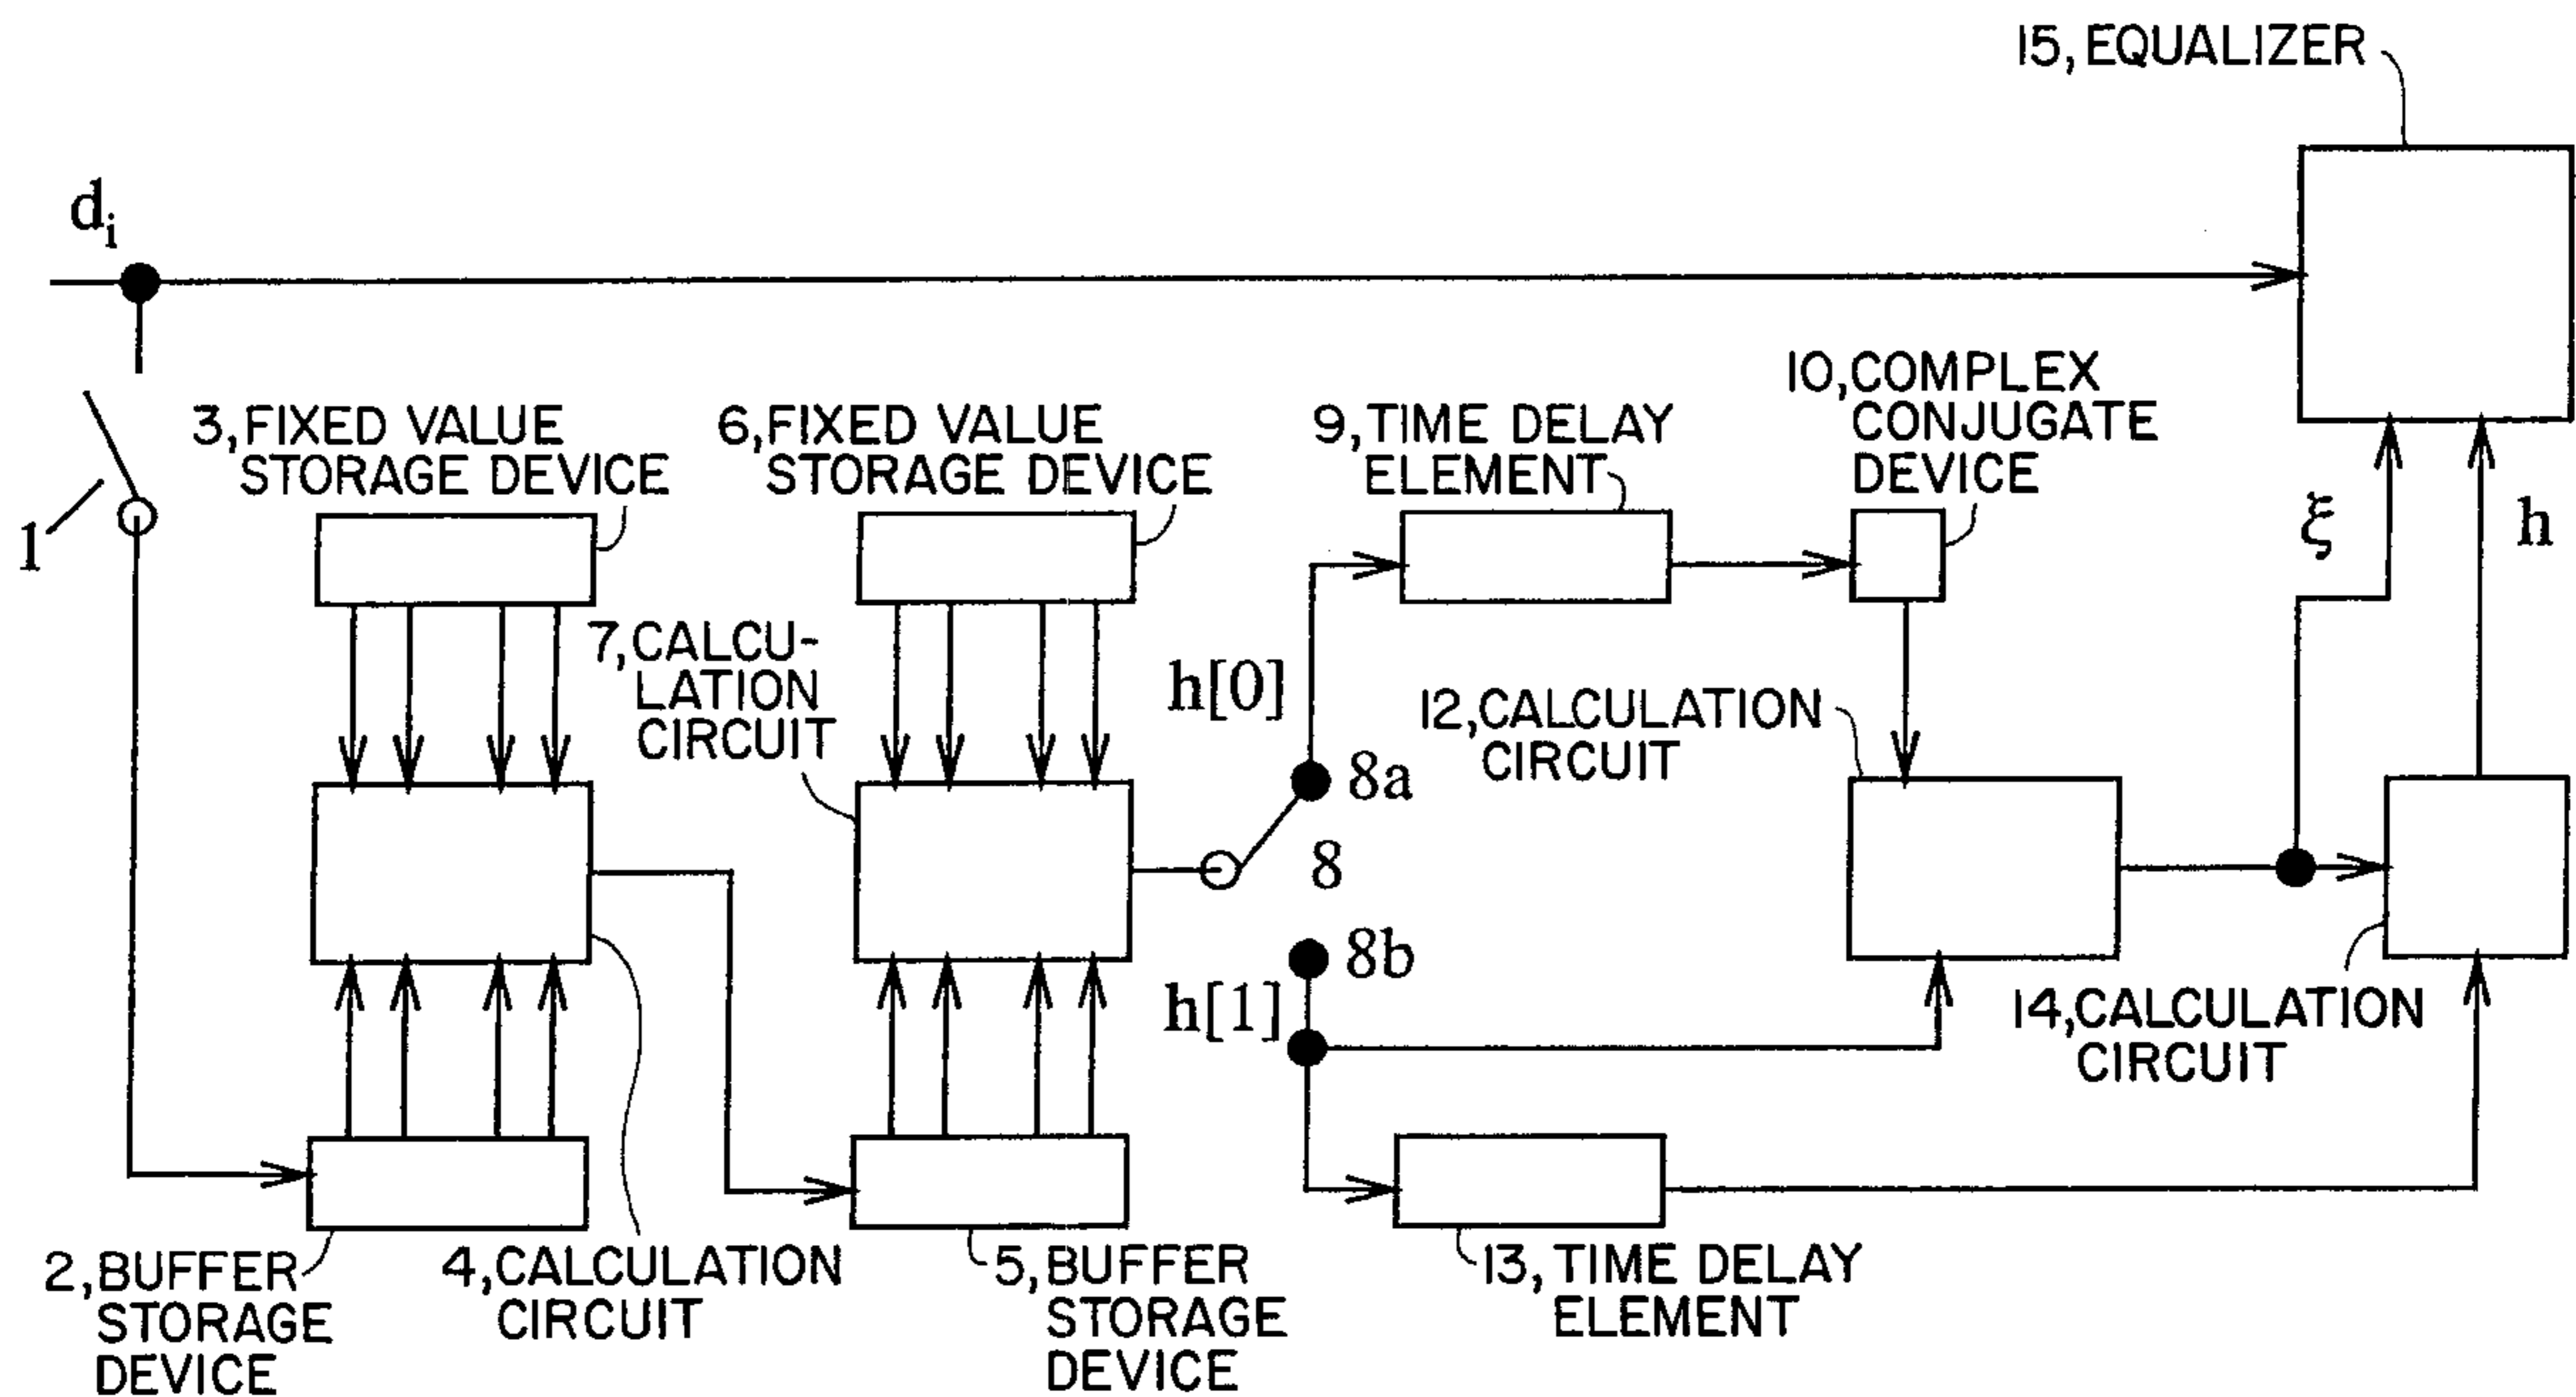 15, EQUALIZER
dᵢ
10, COMPLEX
CONJUGATE
DEVICE
3, FIXED VALUE
STORAGE DEVICE
6, FIXED VALUE
STORAGE DEVICE
9, TIME DELAY
ELEMENT
1
ξ
h
7, CALCU-
LATION
CIRCUIT
h[0]
12, CALCULATION
CIRCUIT
8a
8
8b
h[1]
14, CALCULATION
CIRCUIT
2, BUFFER
STORAGE
DEVICE
4, CALCULATION
CIRCUIT
5, BUFFER
STORAGE
DEVICE
13, TIME DELAY
ELEMENT